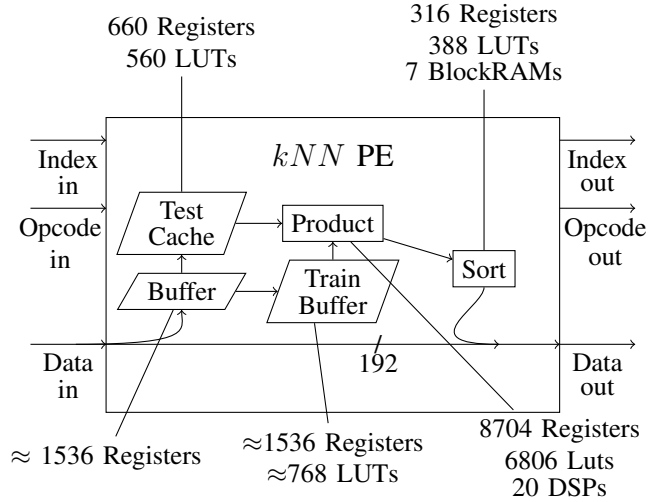 660 Registers
560 LUTs
316 Registers
388 LUTs
7 BlockRAMs
kNN PE
Index
in
Index
out
Opcode
in
Opcode
out
Test
Cache
Product
Buffer
Train
Buffer
Sort
Data
in
192
Data
out
≈ 1536 Registers
≈1536 Registers
≈768 LUTs
8704 Registers
6806 Luts
20 DSPs